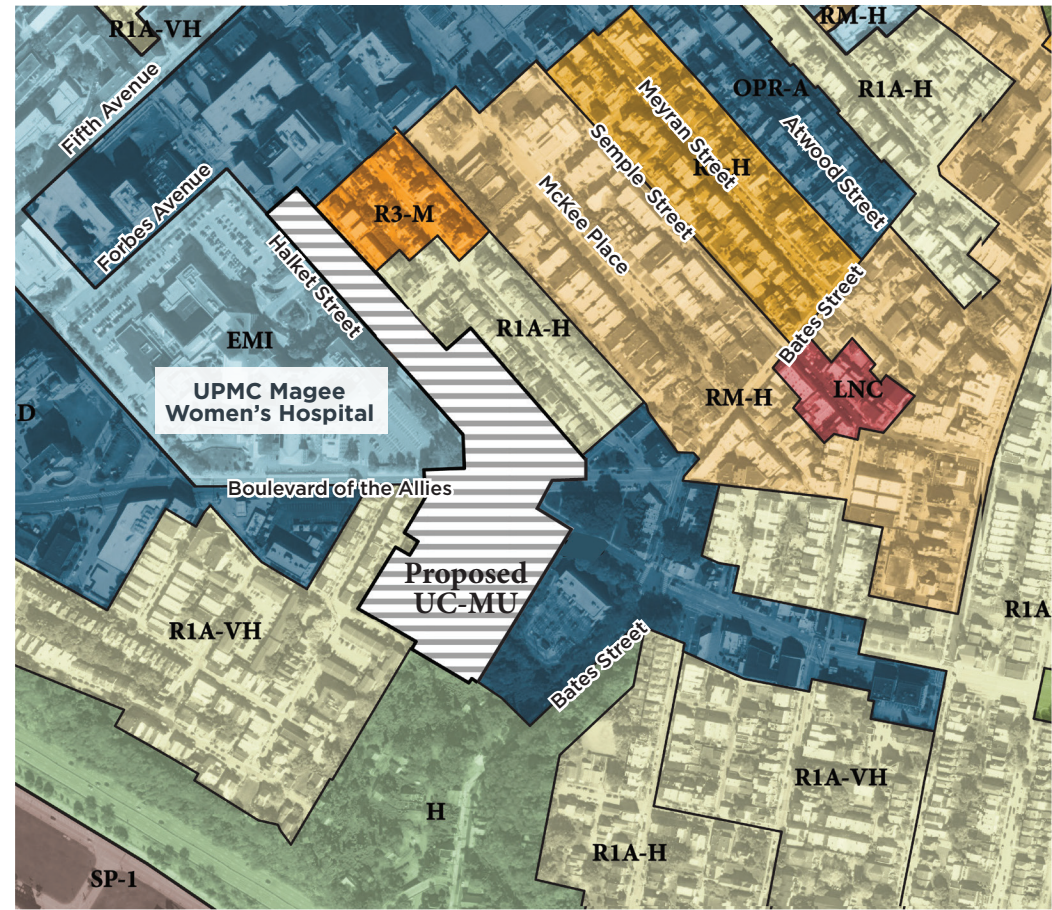 R1A-VH
RM-H
Fifth Avenue
OPR-A
R1A-H
Meyran Street
Atwood Street
Semple Street
Forbes Avenue
McKee Place
R3-M
Halket Street
R1A-H
Bates Street
EMI
UPMC Magee
Women's Hospital
D
RM-H
LNC
Boulevard of the Allies
Proposed
UC-MU
R1A-VH
R1A
Bates Street
R1A-VH
H
R1A-H
SP-1